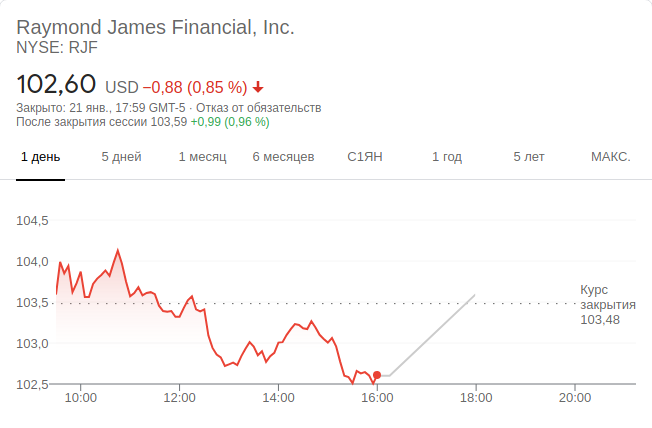 Raymond James Financial, Inc.
NYSE: RJF
102,60 USD −0,88 (0,85 %)
Закрыто: 21 янв., 17:59 GMT-5 · Отказ от обязательств
После закрытия сессии 103,59 +0,99 (0,96 %)
1 день 5 дней 1 месяц 6 месяцев С1ЯН 1 год 5 лет МАКС.
104,5
104,0
103,5
103,0
102,5
Курс
закрытия
103,48
10:00 12:00 14:00 16:00 18:00 20:00